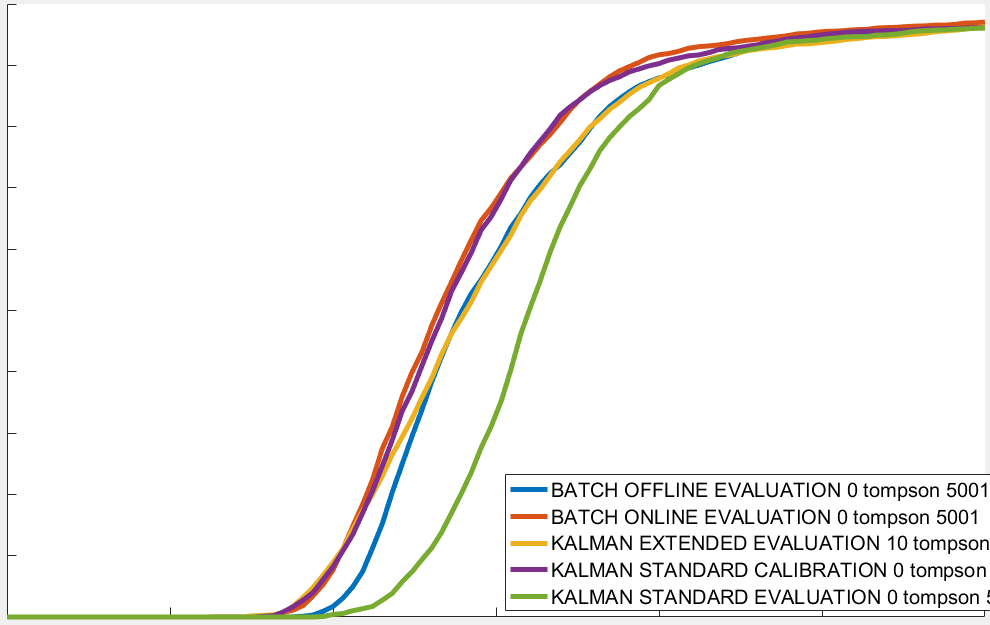 BATCH OFFLINE EVALUATION 0 tompson 5001
BATCH ONLINE EVALUATION 0 tompson 5001
KALMAN EXTENDED EVALUATION 10 tompson
KALMAN STANDARD CALIBRATION 0 tompson
KALMAN STANDARD EVALUATION 0 tompson